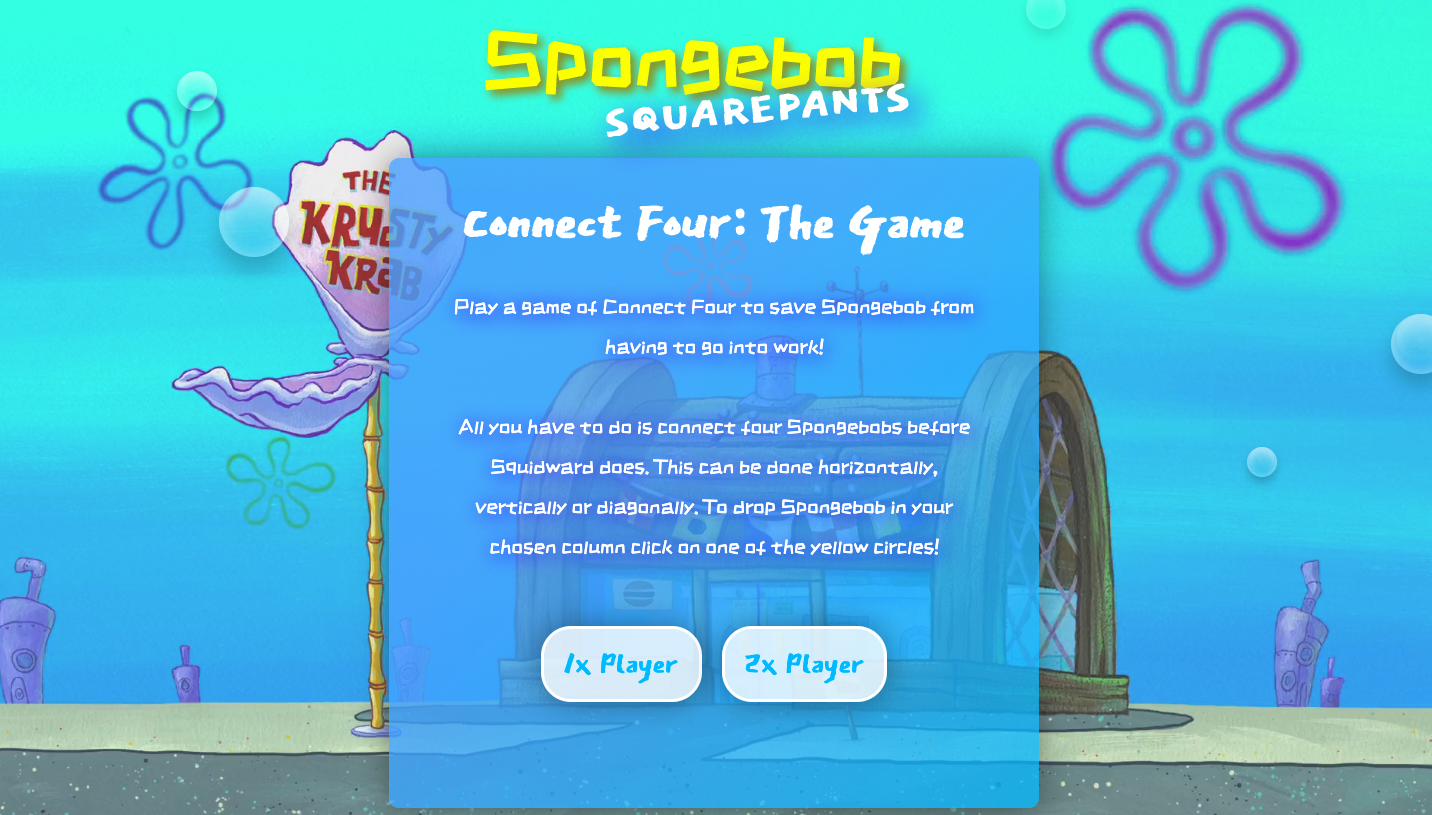 Spongebob
SQUAREPANTS
THE
KRUSTY
KRAB
Connect Four: The Game
Play a game of Connect Four to save Spongebob from
having to go into work!
All you have to do is connect four Spongebobs before
Squidward does. This can be done horizontally,
vertically or diagonally. To drop Spongebob in your
chosen column click on one of the yellow circles!
1x Player
2x Player